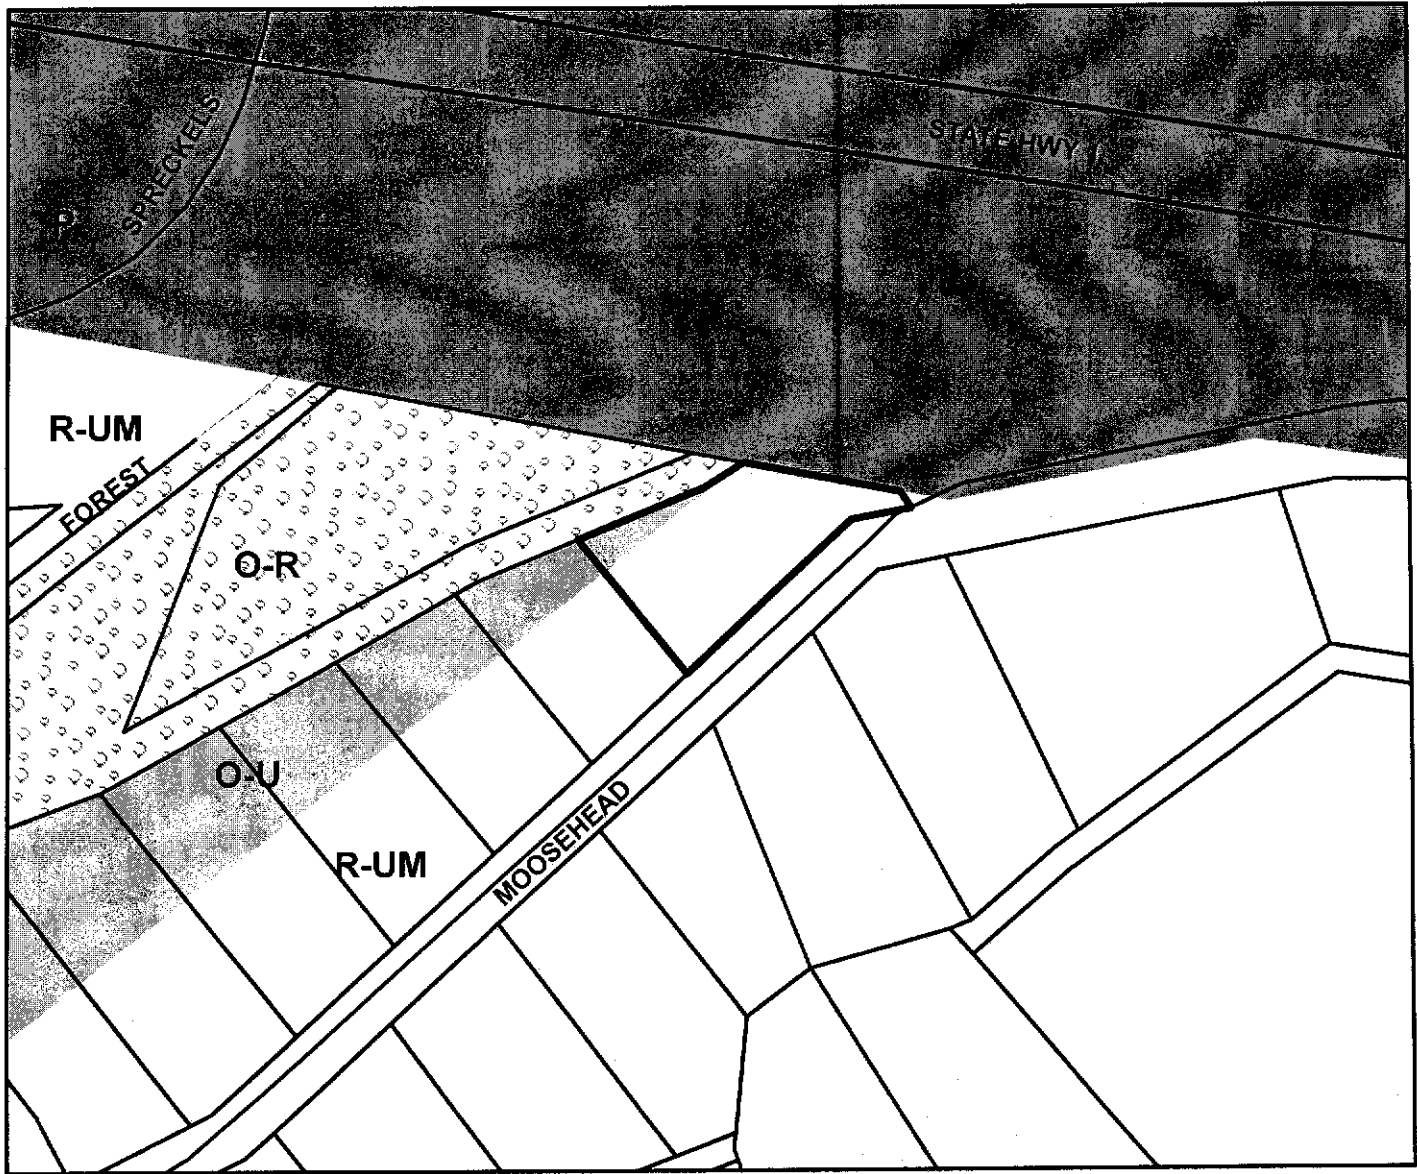 STATE HWY 1
SPRECKELS
P
R-UM
FOREST
O-R
O-U
R-UM
MOOSEHEAD